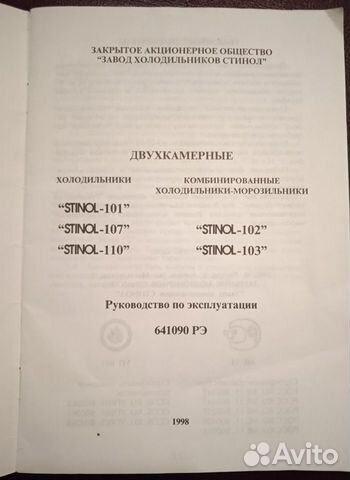 ЗАКРЫТОЕ АКЦИОНЕРНОЕ ОБЩЕСТВО
"ЗАВОД ХОЛОДИЛЬНИКОВ СТИНОЛ"
ДВУХКАМЕРНЫЕ
ХОЛОДИЛЬНИКИ
"STINOL-101"
"STINOL-107"
"STINOL-110"
КОМБИНИРОВАННЫЕ
ХОЛОДИЛЬНИКИ-МОРОЗИЛЬНИКИ
"STINOL-102"
"STINOL-103"
Руководство по эксплуатации
641090 РЭ
1998
Avito